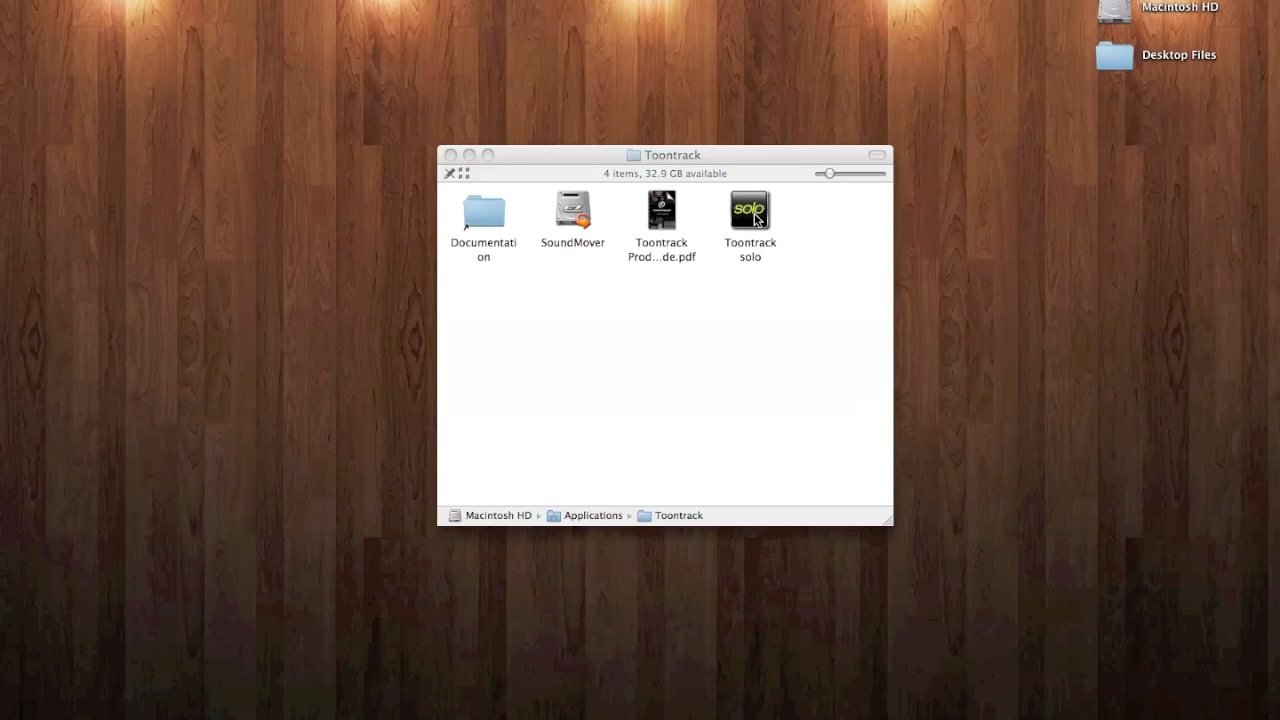 Macintosh HD
Desktop Files
Toontrack
4 items, 32.9 GB available
solo
Documentati
on
SoundMover
Toontrack
Prod...de.pdf
Toontrack
solo
Macintosh HD
Applications
Toontrack